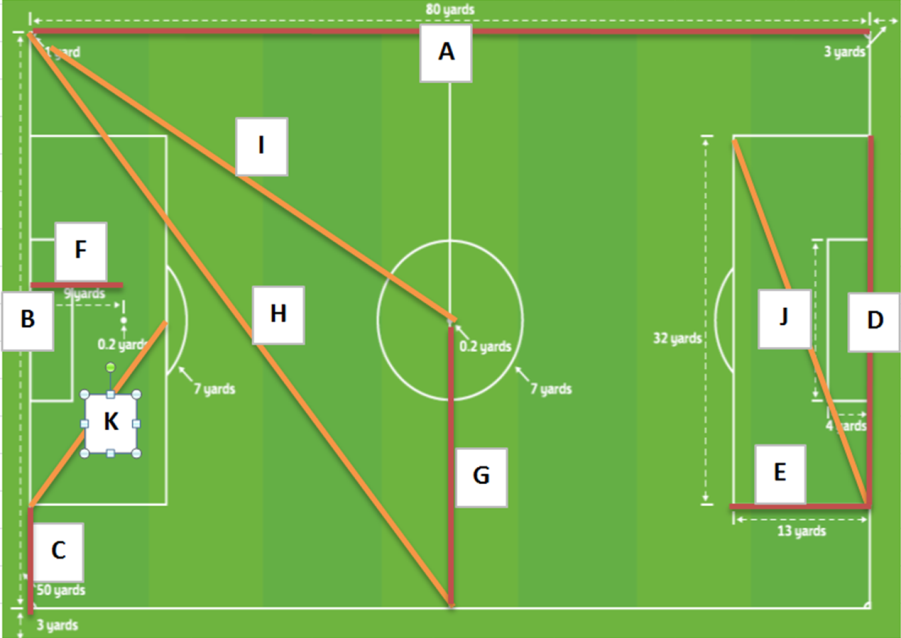 80 yards
1 yard
A
3 yards
I
F
9 yards
B
H
J
D
0.2 yards
0.2 yards
32 yards
7 yards
7 yards
K
4 yards
G
E
13 yards
C
50 yards
3 yards